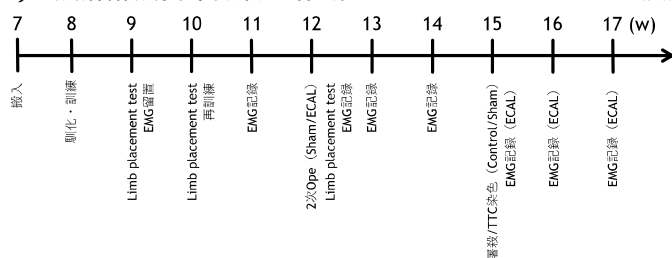 7 8 9 10 11 12 13 14 15 16 17 (w)
搬入
馴化・訓練
Limb placement test
EMG留置
Limb placement test
再訓練
EMG記録
2次Ope（Sham/ECAL）
Limb placement test
EMG記録
EMG記録
EMG記録
署殺/TTC染色（Control/Sham）
EMG記録（ECAL）
EMG記録（ECAL）
EMG記録（ECAL）